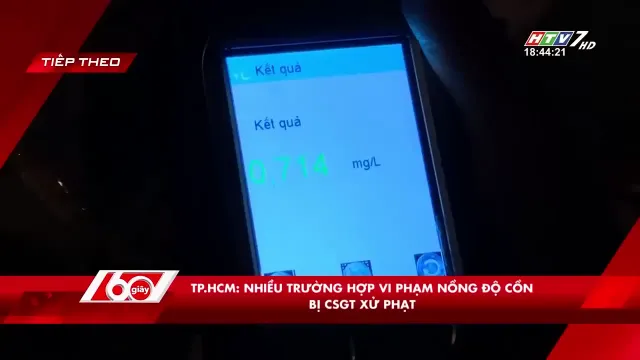 TIẾP THEO
HTV7 HD
18:44:21
Kết quả
Kết quả
0.714 mg/L
60 giây
TP.HCM: NHIỀU TRƯỜNG HỢP VI PHẠM NỒNG ĐỘ CỒN
BỊ CSGT XỬ PHẠT